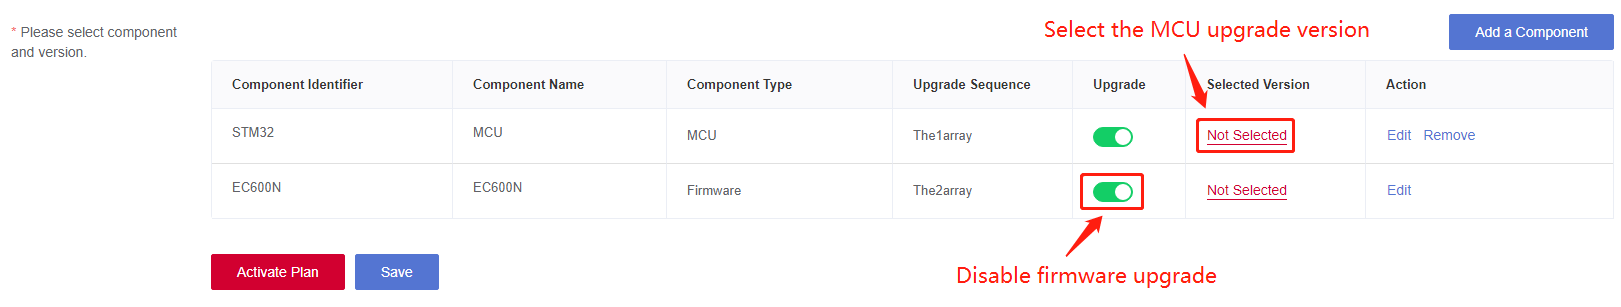 Select the MCU upgrade version
* Please select component
and version.
Add a Component
Component Identifier Component Name Component Type Upgrade Sequence Upgrade Selected Version Action
STM32 MCU MCU The1array Not Selected Edit Remove
EC600N EC600N Firmware The2array Not Selected Edit
Activate Plan Save
Disable firmware upgrade